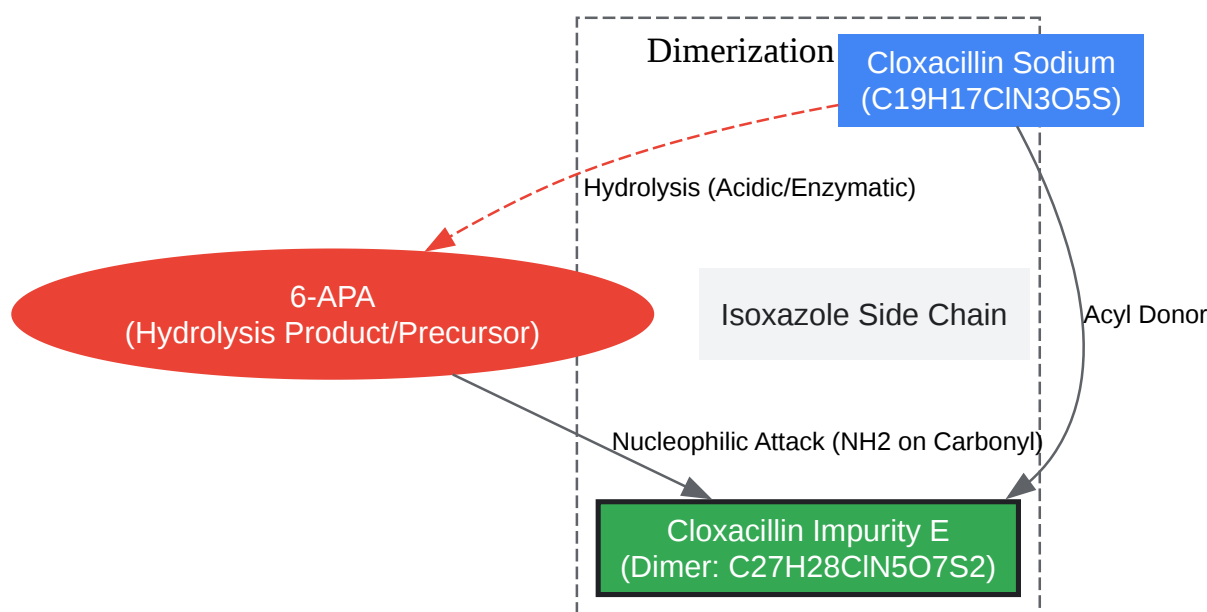 Dimerization
Cloxacillin Sodium
(C19H17ClN3O5S)
Hydrolysis (Acidic/Enzymatic)
6-APA
(Hydrolysis Product/Precursor)
Isoxazole Side Chain
Acyl Donor
Nucleophilic Attack (NH2 on Carbonyl)
Cloxacillin Impurity E
(Dimer: C27H28ClN5O7S2)